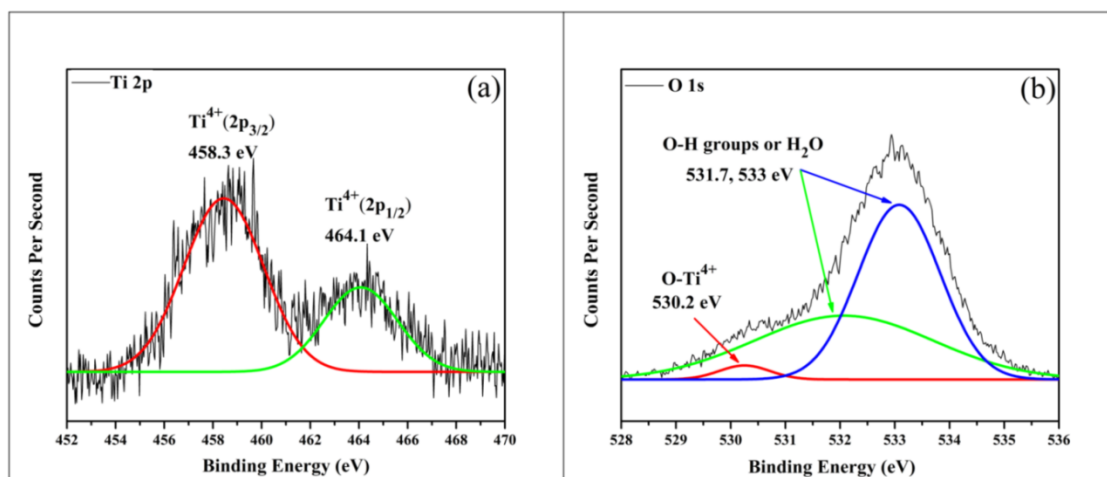 Ti 2p
(a)
Ti⁴⁺(2p₃/₂)
458.3 eV
Ti⁴⁺(2p₁/₂)
464.1 eV
Counts Per Second
452 454 456 458 460 462 464 466 468 470
Binding Energy (eV)
O 1s
(b)
O-H groups or H₂O
531.7, 533 eV
O-Ti⁴⁺
530.2 eV
Counts Per Second
528 529 530 531 532 533 534 535 536
Binding Energy (eV)